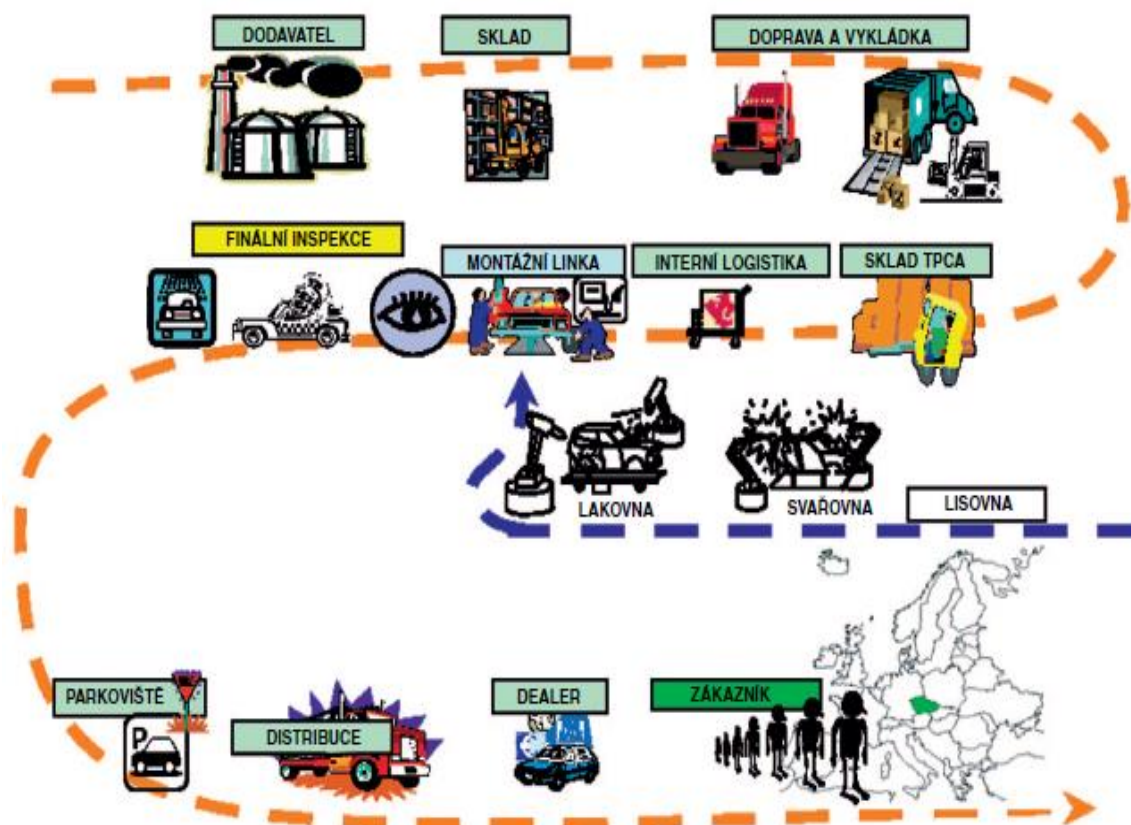 DODAVATEL
SKLAD
DOPRAVA A VYKLÁDKA
FINÁLNÍ INSPEKCE
MONTÁŽNÍ LINKA
INTERNÍ LOGISTIKA
SKLAD TPCA
LAKOVNA
SVAŘOVNA
LISOVNA
PARKOVIŠTĚ
P
DISTRIBUCE
DEALER
ZÁKAZNÍK